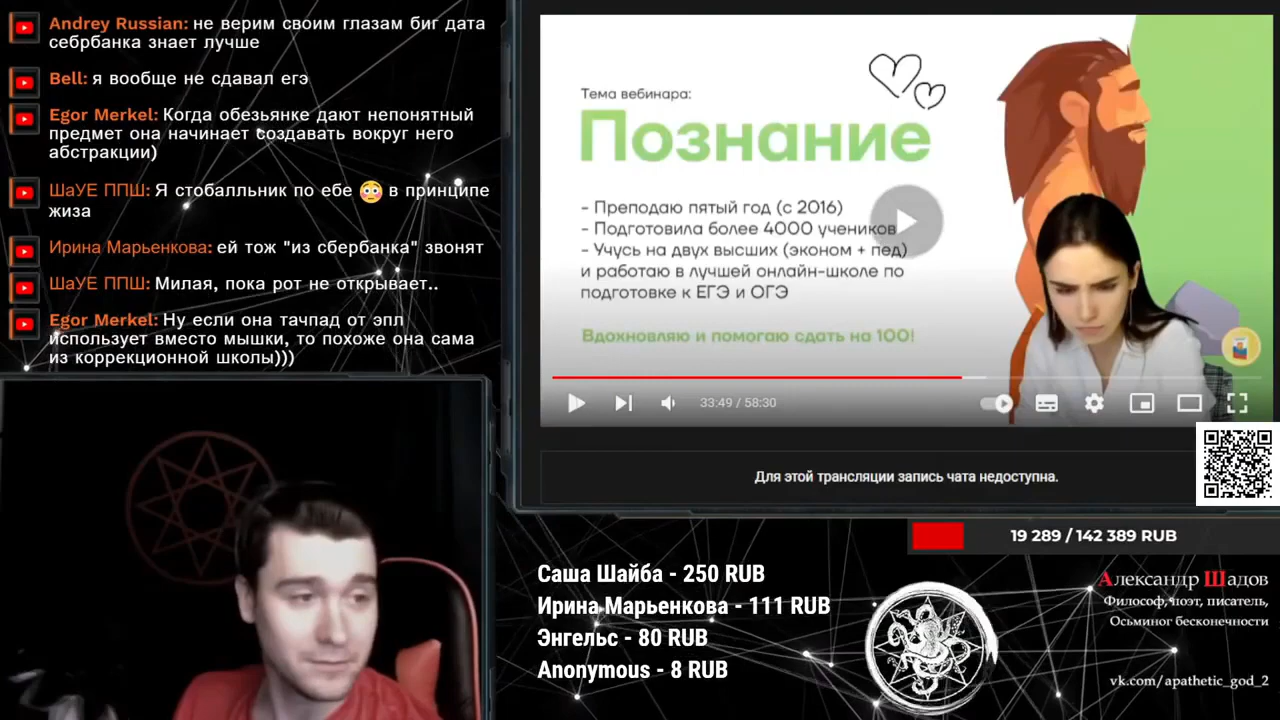 Andrey Russian: не верим своим глазам биг дата
себрбанка знает лучше
Bell: я вообще не сдавал егэ
Egor Merkel: Когда обезьянке дают непонятный
предмет она начинает создавать вокруг него
абстракции)
ШаУЕ ППШ: Я стобалльник по ебе 😳 в принципе
жиза
Ирина Марьенкова: ей тож "из сбербанка" звонят
ШаУЕ ППШ: Милая, пока рот не открывает..
Egor Merkel: Ну если она тачпад от эпл
использует вместо мышки, то похоже она сама
из коррекционной школы)))
Тема вебинара:
Познание
- Преподаю пятый год (с 2016)
- Подготовила более 4000 учеников
- Учусь на двух высших (эконом + пед)
и работаю в лучшей онлайн-школе по
подготовке к ЕГЭ и ОГЭ
Вдохновляю и помогаю сдать на 100!
33:49 / 58:30
Для этой трансляции запись чата недоступна.
19 289 / 142 389 RUB
Саша Шайба - 250 RUB
Ирина Марьенкова - 111 RUB
Энгельс - 80 RUB
Anonymous - 8 RUB
Александр Шадов
Философ, поэт, писатель,
Осьминог бесконечности
vk.com/apathetic_god_2